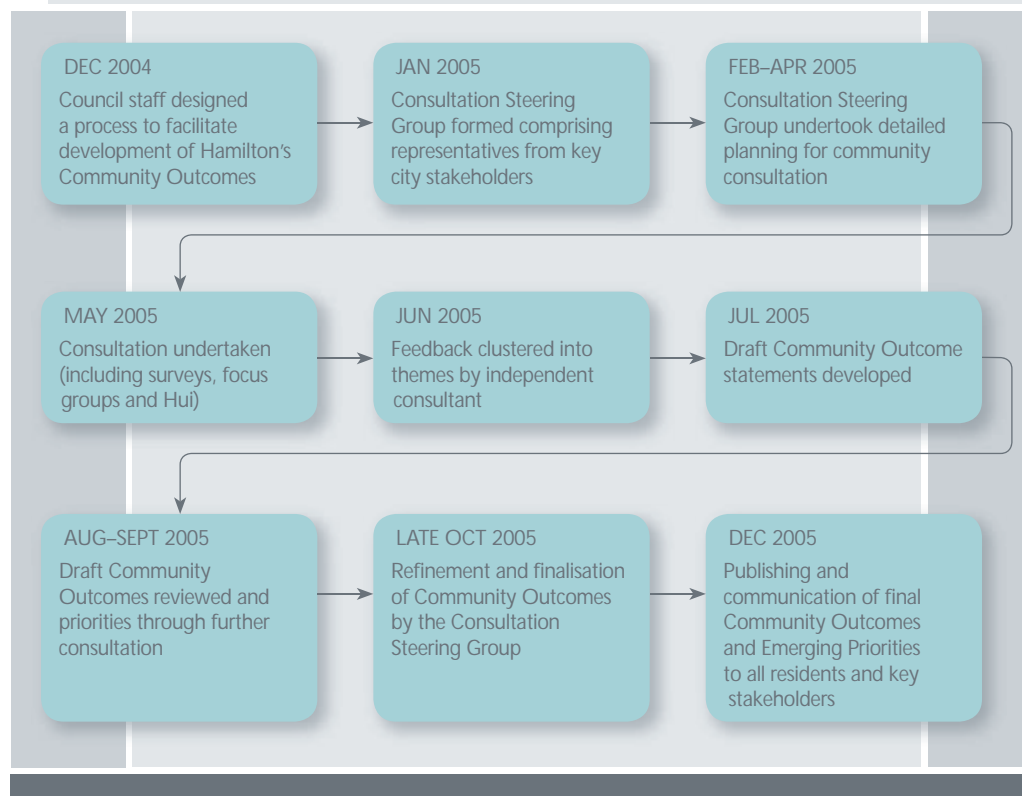 DEC 2004
Council staff designed
a process to facilitate
development of Hamilton's
Community Outcomes
JAN 2005
Consultation Steering
Group formed comprising
representatives from key
city stakeholders
FEB–APR 2005
Consultation Steering
Group undertook detailed
planning for community
consultation
MAY 2005
Consultation undertaken
(including surveys, focus
groups and Hui)
JUN 2005
Feedback clustered into
themes by independent
consultant
JUL 2005
Draft Community Outcome
statements developed
AUG–SEPT 2005
Draft Community
Outcomes reviewed and
priorities through further
consultation
LATE OCT 2005
Refinement and finalisation
of Community Outcomes
by the Consultation
Steering Group
DEC 2005
Publishing and
communication of final
Community Outcomes
and Emerging Priorities
to all residents and key
stakeholders